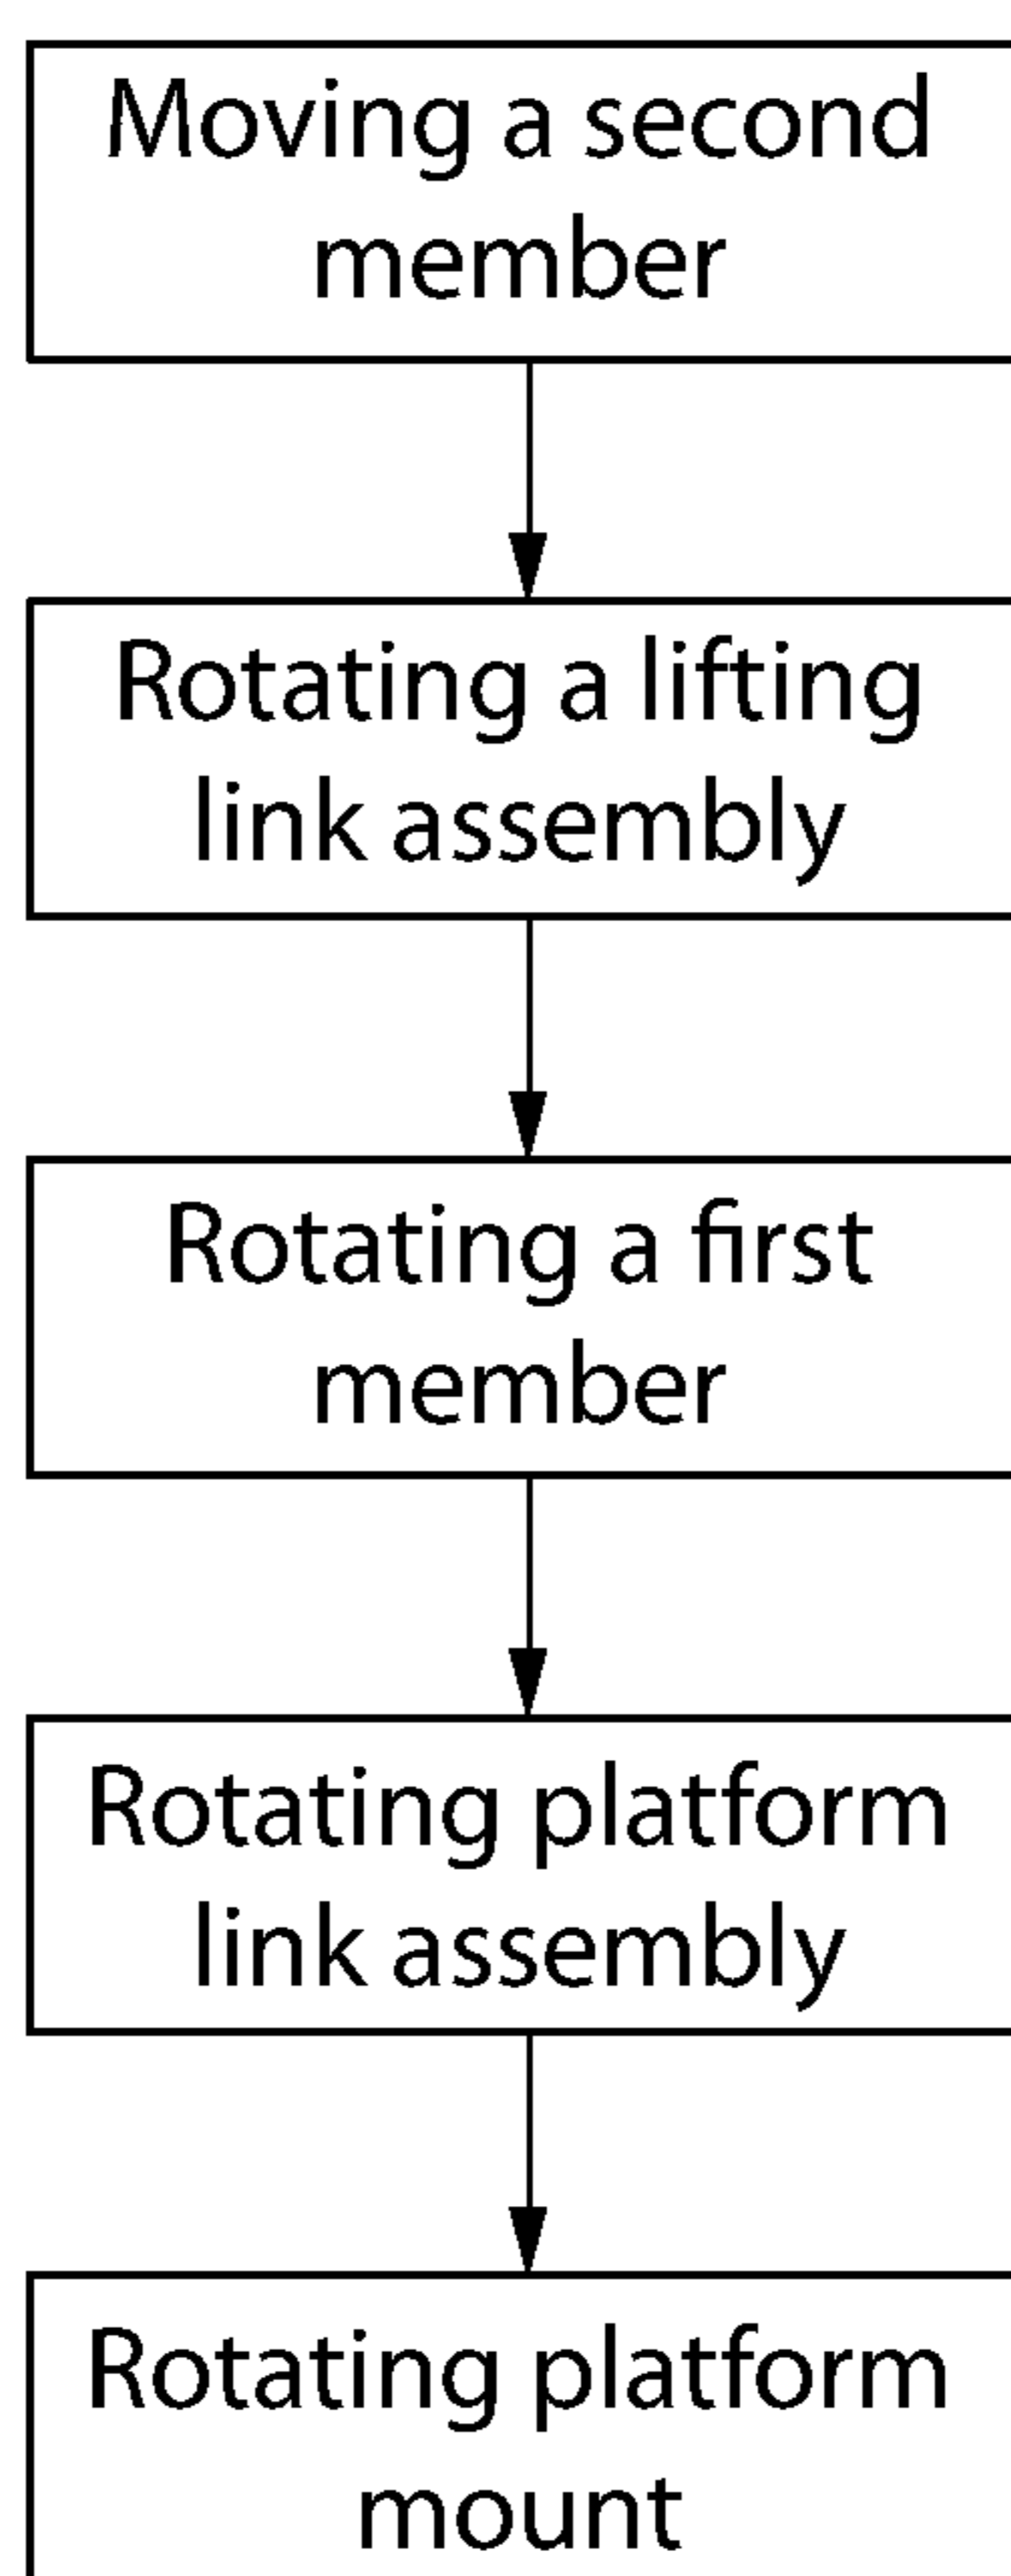 Moving a second
member
Rotating a lifting
link assembly
Rotating a first
member
Rotating platform
link assembly
Rotating platform
mount